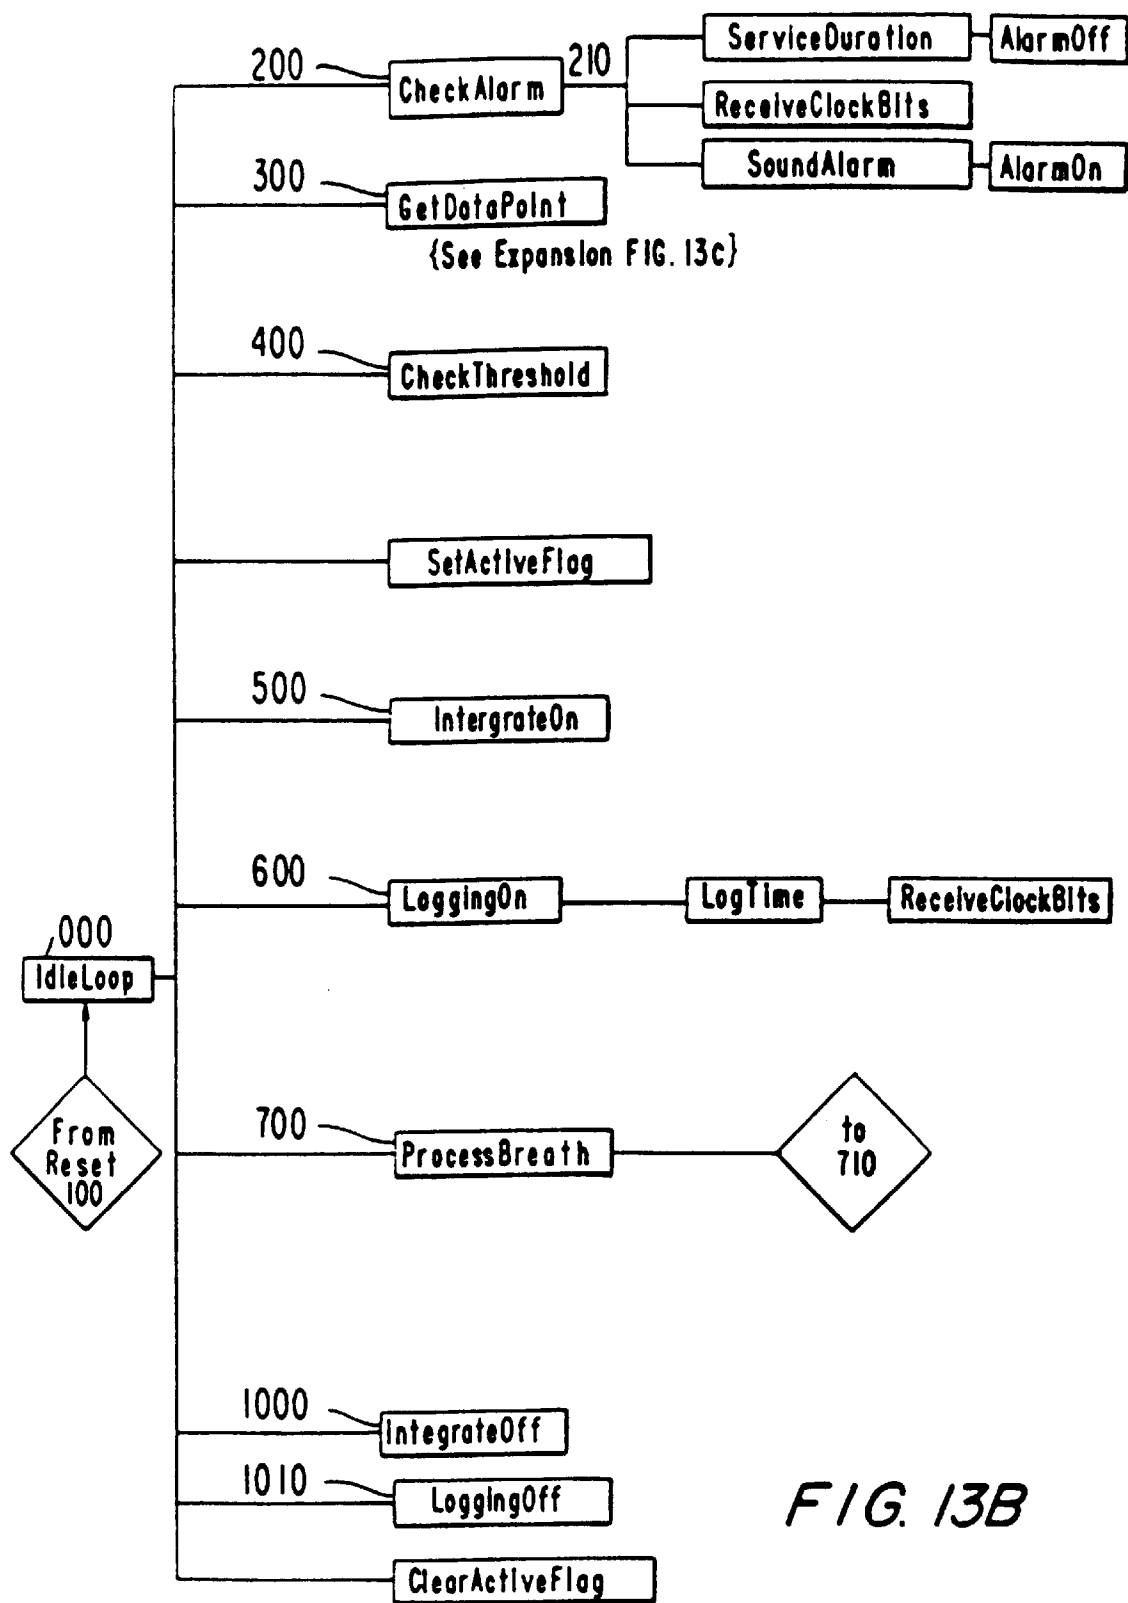 ServiceDuration
AlarmOff
200
CheckAlarm
210
ReceiveClockBits
SoundAlarm
AlarmOn
300
GetDataPoint
{See Expansion FIG. 13c}
400
CheckThreshold
SetActiveFlag
500
IntergrateOn
600
LoggingOn
LogTime
ReceiveClockBits
000
IdleLoop
From
Reset
100
700
ProcessBreath
to
710
1000
IntegrateOff
1010
LoggingOff
FIG. 13B
ClearActiveFlag